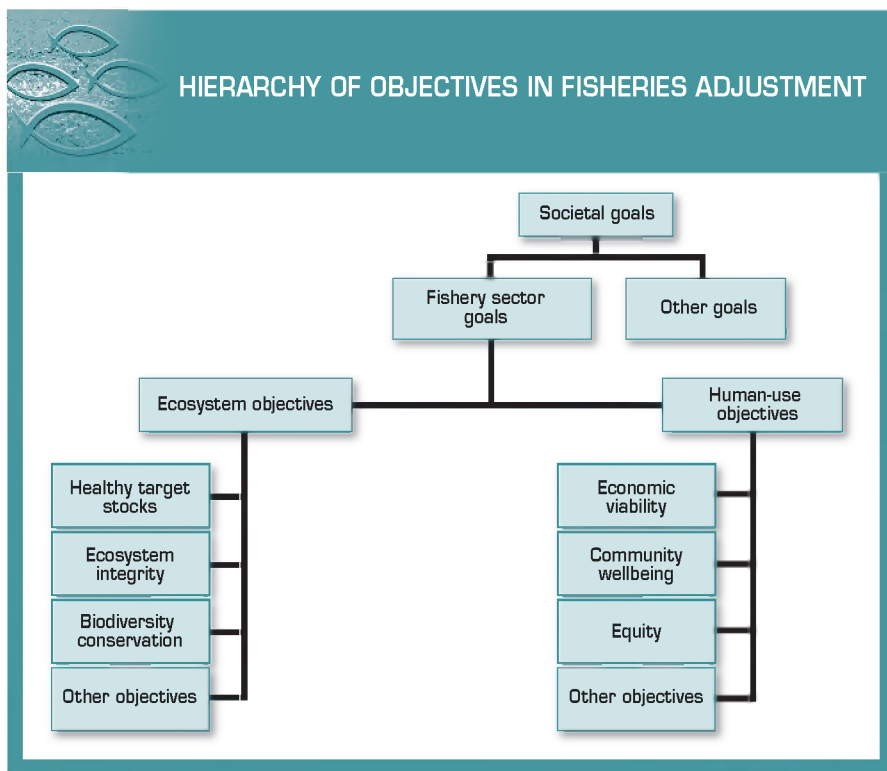 HIERARCHY OF OBJECTIVES IN FISHERIES ADJUSTMENT
Societal goals
Fishery sector
goals
Other goals
Ecosystem objectives
Human-use
objectives
Healthy target
stocks
Ecosystem
integrity
Biodiversity
conservation
Other objectives
Economic
viability
Community
wellbeing
Equity
Other objectives